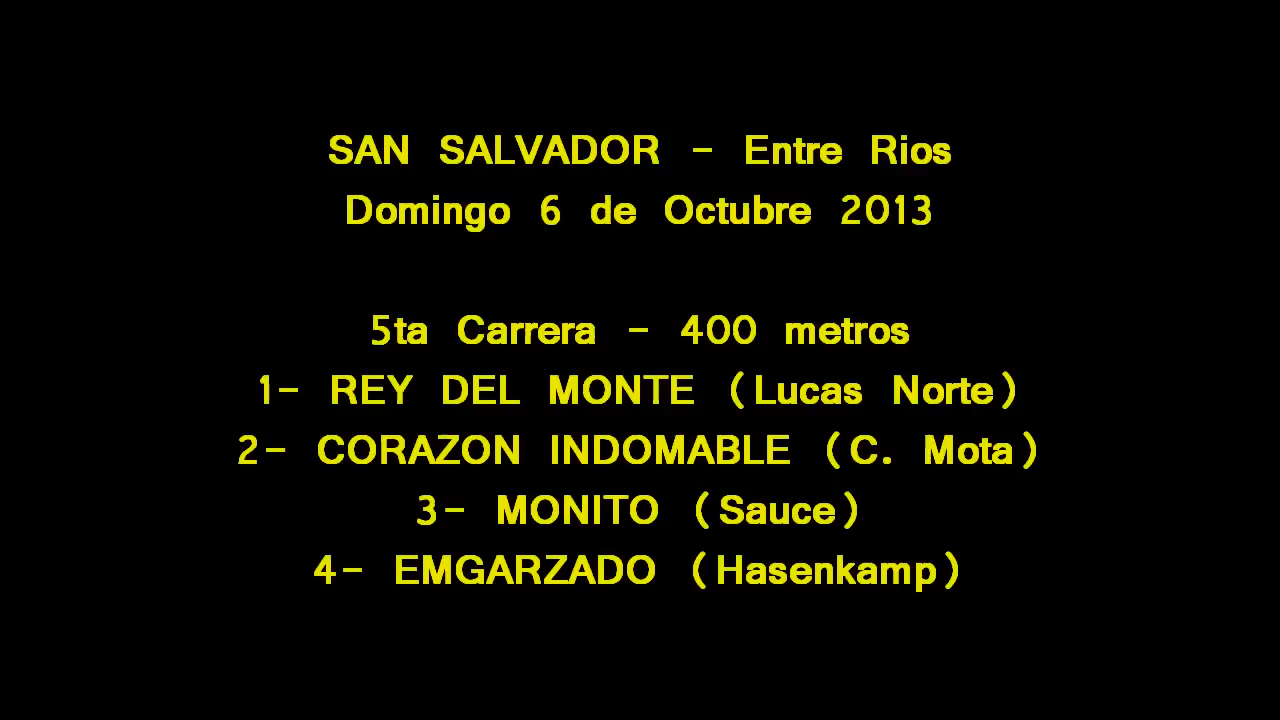 SAN SALVADOR - Entre Rios
Domingo 6 de Octubre 2013
5ta Carrera - 400 metros
1- REY DEL MONTE (Lucas Norte)
2- CORAZON INDOMABLE (C. Mota)
3- MONITO (Sauce)
4- EMGARZADO (Hasenkamp)